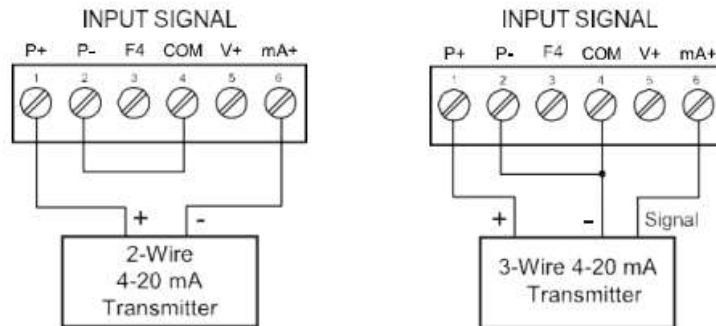 INPUT SIGNAL
P+ P- F4 COM V+ mA+
1 2 3 4 5 6
+ -
2-Wire
4-20 mA
Transmitter
INPUT SIGNAL
P+ P- F4 COM V+ mA+
1 2 3 4 5 6
+ - Signal
3-Wire 4-20 mA
Transmitter